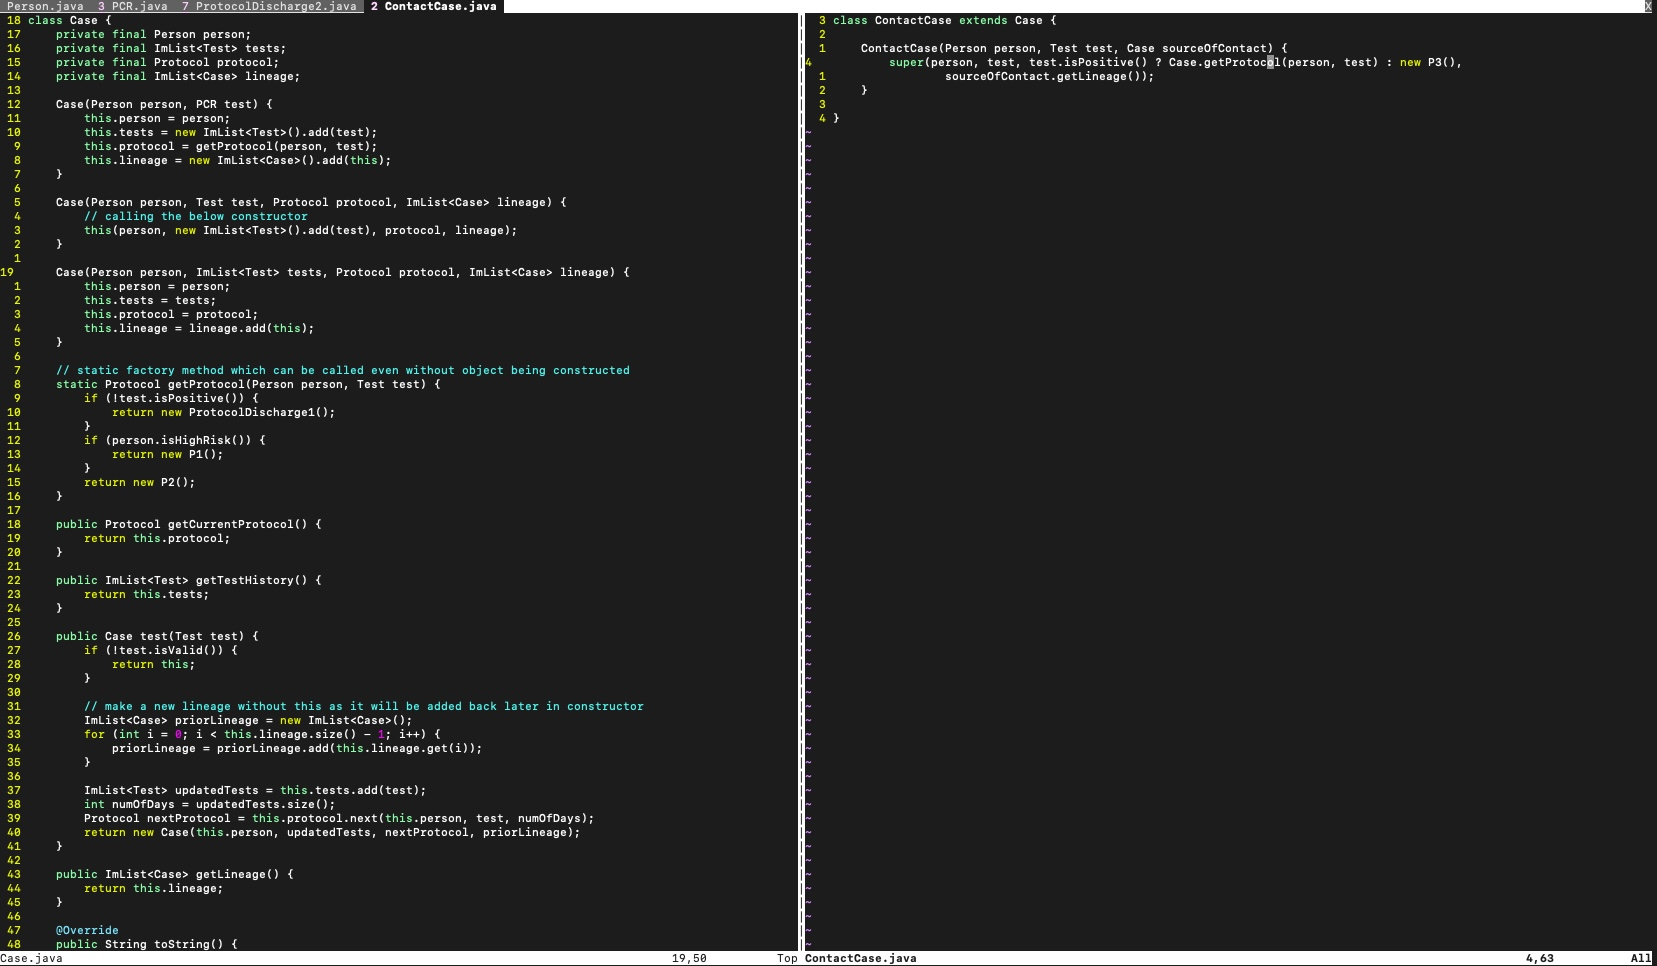 Person.java  3 PCR.java  7 ProtocolDischarge2.java  2 ContactCase.java X
18 class Case {
17     private final Person person;
16     private final ImList<Test> tests;
15     private final Protocol protocol;
14     private final ImList<Case> lineage;
13
12     Case(Person person, PCR test) {
11         this.person = person;
10         this.tests = new ImList<Test>().add(test);
9         this.protocol = getProtocol(person, test);
8         this.lineage = new ImList<Case>().add(this);
7     }
6
5     Case(Person person, Test test, Protocol protocol, ImList<Case> lineage) {
4         // calling the below constructor
3         this(person, new ImList<Test>().add(test), protocol, lineage);
2     }
1
19     Case(Person person, ImList<Test> tests, Protocol protocol, ImList<Case> lineage) {
1         this.person = person;
2         this.tests = tests;
3         this.protocol = protocol;
4         this.lineage = lineage.add(this);
5     }
6
7     // static factory method which can be called even without object being constructed
8     static Protocol getProtocol(Person person, Test test) {
9         if (!test.isPositive()) {
10             return new ProtocolDischarge1();
11         }
12         if (person.isHighRisk()) {
13             return new P1();
14         }
15         return new P2();
16     }
17
18     public Protocol getCurrentProtocol() {
19         return this.protocol;
20     }
21
22     public ImList<Test> getTestHistory() {
23         return this.tests;
24     }
25
26     public Case test(Test test) {
27         if (!test.isValid()) {
28             return this;
29         }
30
31         // make a new lineage without this as it will be added back later in constructor
32         ImList<Case> priorLineage = new ImList<Case>();
33         for (int i = 0; i < this.lineage.size() - 1; i++) {
34             priorLineage = priorLineage.add(this.lineage.get(i));
35         }
36
37         ImList<Test> updatedTests = this.tests.add(test);
38         int numOfDays = updatedTests.size();
39         Protocol nextProtocol = this.protocol.next(this.person, test, numOfDays);
40         return new Case(this.person, updatedTests, nextProtocol, priorLineage);
41     }
42
43     public ImList<Case> getLineage() {
44         return this.lineage;
45     }
46
47     @Override
48     public String toString() {
Case.java 19,50 Top
3 class ContactCase extends Case {
2
1     ContactCase(Person person, Test test, Case sourceOfContact) {
4         super(person, test, test.isPositive() ? Case.getProtocol(person, test) : new P3(),
1                 sourceOfContact.getLineage());
2     }
3
4 }
ContactCase.java 4,63 All